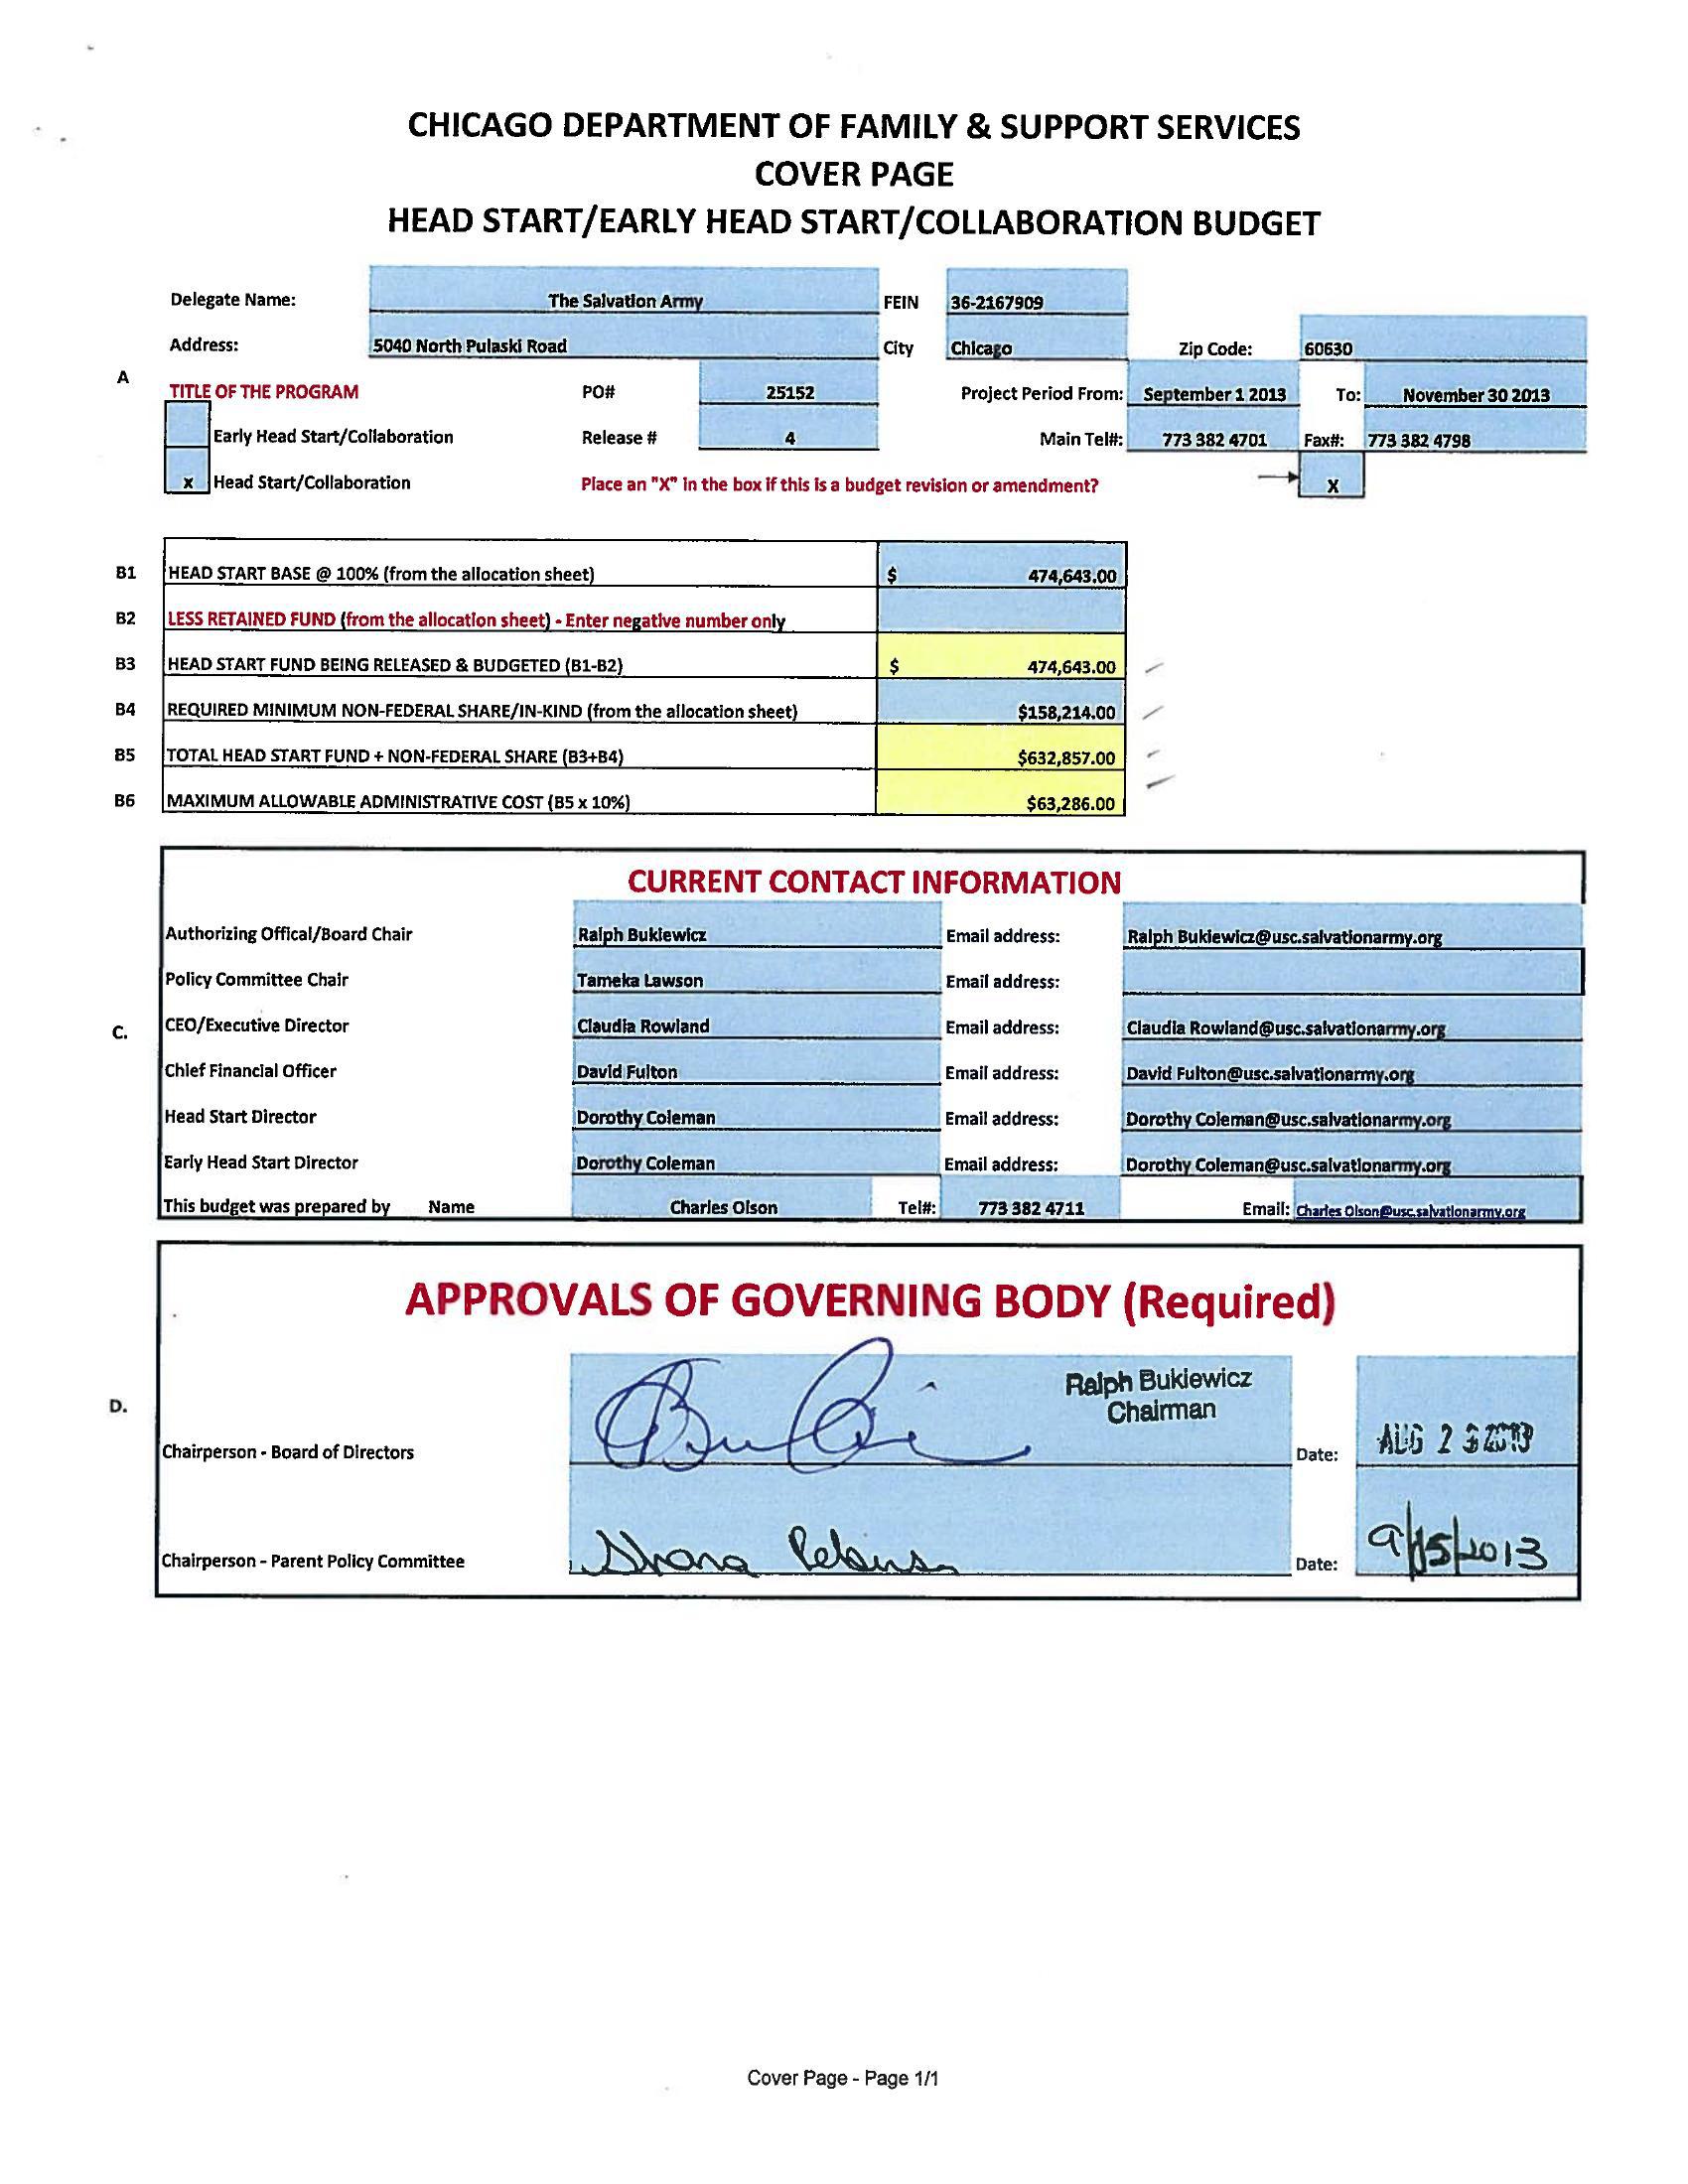 CHICAGO DEPARTMENT OF FAMILY & SUPPORT SERVICES
COVER PAGE
HEAD START/EARLY HEAD START/COLLABORATION BUDGET
Delegate Name: The Salvation Army FEIN 36-2167909
Address: 5040 North Pulaski Road City Chicago Zip Code: 60630
A
TITLE OF THE PROGRAM PO# 25152 Project Period From: September 1 2013 To: November 30 2013
Early Head Start/Collaboration Release # 4 Main Tel#: 773 382 4701 Fax#: 773 382 4798
x Head Start/Collaboration Place an "X" in the box if this is a budget revision or amendment? X
B1 HEAD START BASE @ 100% (from the allocation sheet) $ 474,643.00
B2 LESS RETAINED FUND (from the allocation sheet) - Enter negative number only
B3 HEAD START FUND BEING RELEASED & BUDGETED (B1-B2) $ 474,643.00
B4 REQUIRED MINIMUM NON-FEDERAL SHARE/IN-KIND (from the allocation sheet) $158,214.00
B5 TOTAL HEAD START FUND + NON-FEDERAL SHARE (B3+B4) $632,857.00
B6 MAXIMUM ALLOWABLE ADMINISTRATIVE COST (B5 x 10%) $63,286.00
CURRENT CONTACT INFORMATION
Authorizing Offical/Board Chair Ralph Bukiewicz Email address: Ralph Bukiewicz@usc.salvationarmy.org
Policy Committee Chair Tameka Lawson Email address:
C. CEO/Executive Director Claudia Rowland Email address: Claudia Rowland@usc.salvationarmy.org
Chief Financial Officer David Fulton Email address: David Fulton@usc.salvationarmy.org
Head Start Director Dorothy Coleman Email address: Dorothy Coleman@usc.salvationarmy.org
Early Head Start Director Dorothy Coleman Email address: Dorothy Coleman@usc.salvationarmy.org
This budget was prepared by Name Charles Olson Tel#: 773 382 4711 Email: Charles Olson@usc.salvationarmy.org
APPROVALS OF GOVERNING BODY (Required)
Ralph Bukiewicz
Chairman
D.
Chairperson - Board of Directors Date: AUG 2 2013
Chairperson - Parent Policy Committee Date: 9/15/2013
Cover Page - Page 1/1